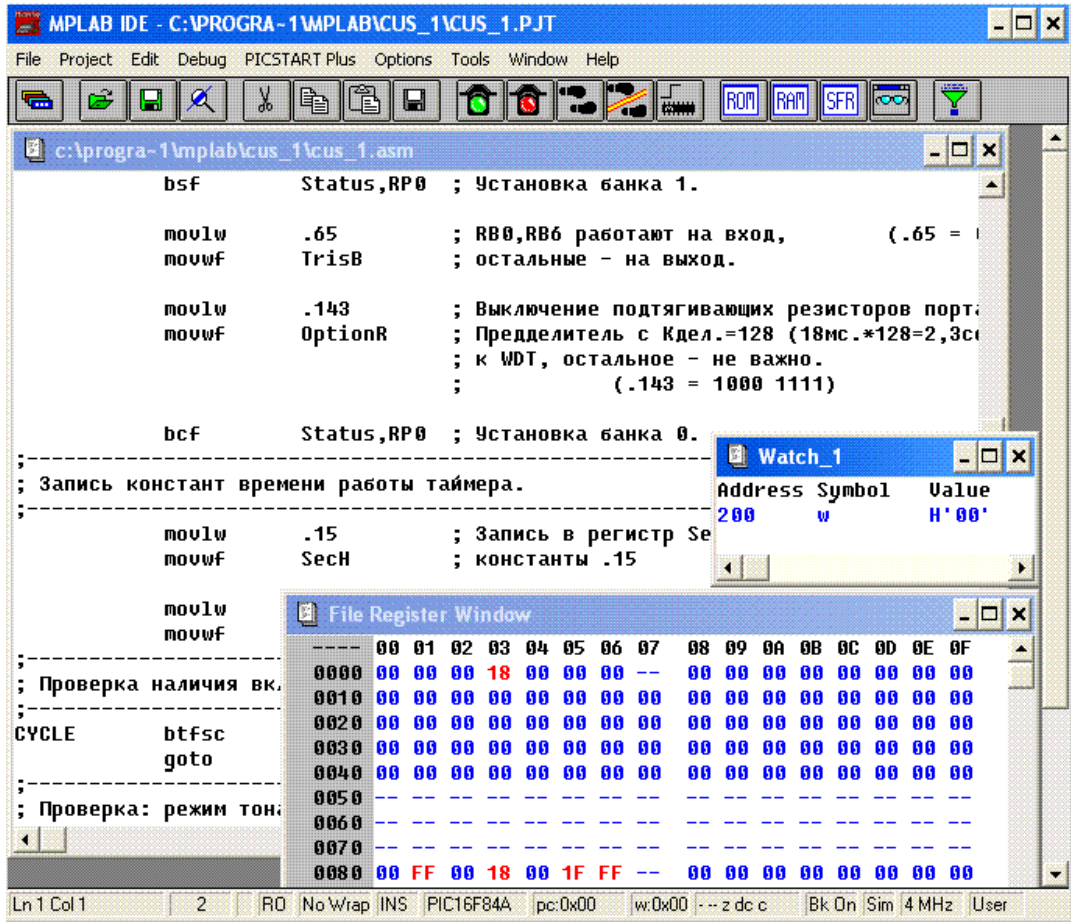 MPLAB IDE - C:\PROGRA~1\MPLAB\CUS_1\CUS_1.PJT
File Project Edit Debug PICSTART Plus Options Tools Window Help
ROM RAM SFR
c:\progra~1\mplab\cus_1\cus_1.asm
bsf Status,RP0 ; Установка банка 1.
movlw .65 ; RB0,RB6 работают на вход, (.65 =
movwf TrisB ; остальные - на выход.
movlw .143 ; Выключение подтягивающих резисторов порта
movwf OptionR ; Предделитель с Кдел.=128 (18мс.*128=2,3се
; к WDT, остальное - не важно.
; (.143 = 1000 1111)
bcf Status,RP0 ; Установка банка 0.
;----------------------------------------------------------
; Запись констант времени работы таймера.
;----------------------------------------------------------
movlw .15 ; Запись в регистр Se
movwf SecH ; константы .15
movlw
movwf
;---------------------
; Проверка наличия вк
;---------------------
CYCLE btfsc
goto
;---------------------
; Проверка: режим тона
Watch_1
Address Symbol Value
200 w H'00'
File Register Window
---- 00 01 02 03 04 05 06 07 08 09 0A 0B 0C 0D 0E 0F
0000 00 00 00 18 00 00 00 -- 00 00 00 00 00 00 00 00
0010 00 00 00 00 00 00 00 00 00 00 00 00 00 00 00 00
0020 00 00 00 00 00 00 00 00 00 00 00 00 00 00 00 00
0030 00 00 00 00 00 00 00 00 00 00 00 00 00 00 00 00
0040 00 00 00 00 00 00 00 00 00 00 00 00 00 00 00 00
0050 -- -- -- -- -- -- -- -- -- -- -- -- -- -- -- --
0060 -- -- -- -- -- -- -- -- -- -- -- -- -- -- -- --
0070 -- -- -- -- -- -- -- -- -- -- -- -- -- -- -- --
0080 00 FF 00 18 00 1F FF -- 00 00 00 00 00 00 00 00
Ln 1 Col 1 2 RO No Wrap INS PIC16F84A pc:0x00 w:0x00 - -- z dc c Bk On Sim 4 MHz User